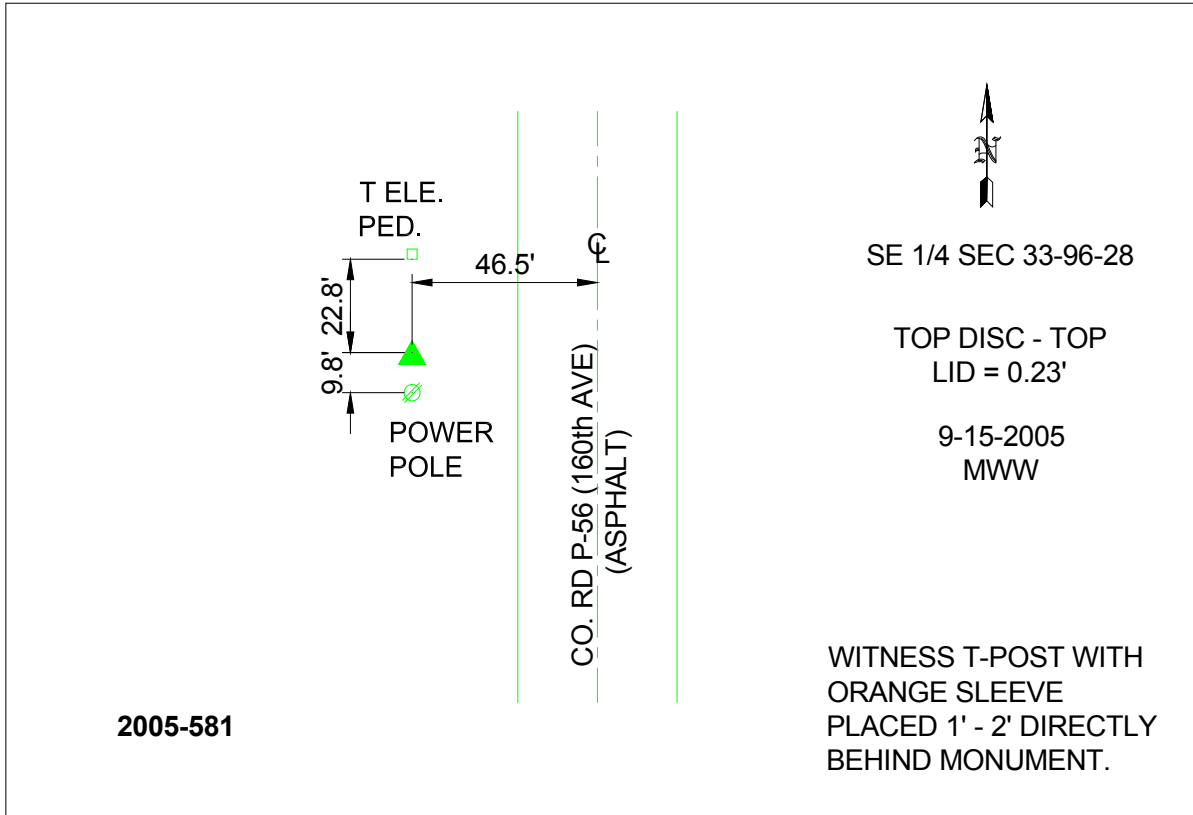 T ELE.
PED.
22.8'
9.8'
46.5'
℄
POWER
POLE
CO. RD P-56 (160th AVE)
(ASPHALT)
N
SE 1/4 SEC 33-96-28
TOP DISC - TOP
LID = 0.23'
9-15-2005
MWW
WITNESS T-POST WITH
ORANGE SLEEVE
PLACED 1' - 2' DIRECTLY
BEHIND MONUMENT.
2005-581